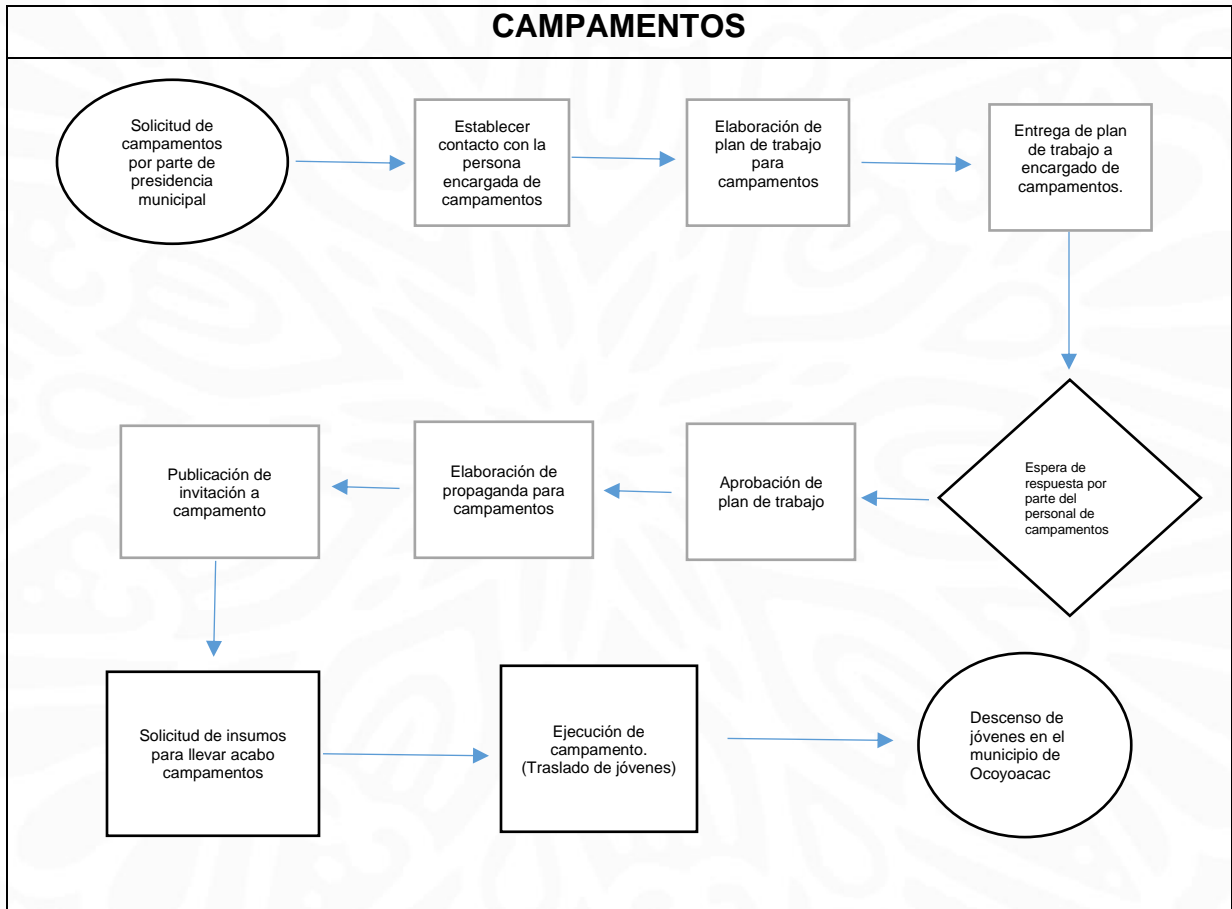 CAMPAMENTOS
Solicitud de
campamentos
por parte de
presidencia
municipal
Establecer
contacto con la
persona
encargada de
campamentos
Elaboración de
plan de trabajo
para
campamentos
Entrega de plan
de trabajo a
encargado de
campamentos.
Espera de
respuesta por
parte del
personal de
campamentos
Aprobación de
plan de trabajo
Elaboración de
propaganda para
campamentos
Publicación de
invitación a
campamento
Solicitud de insumos
para llevar acabo
campamentos
Ejecución de
campamento.
(Traslado de jóvenes)
Descenso de
jóvenes en el
municipio de
Ocoyoacac